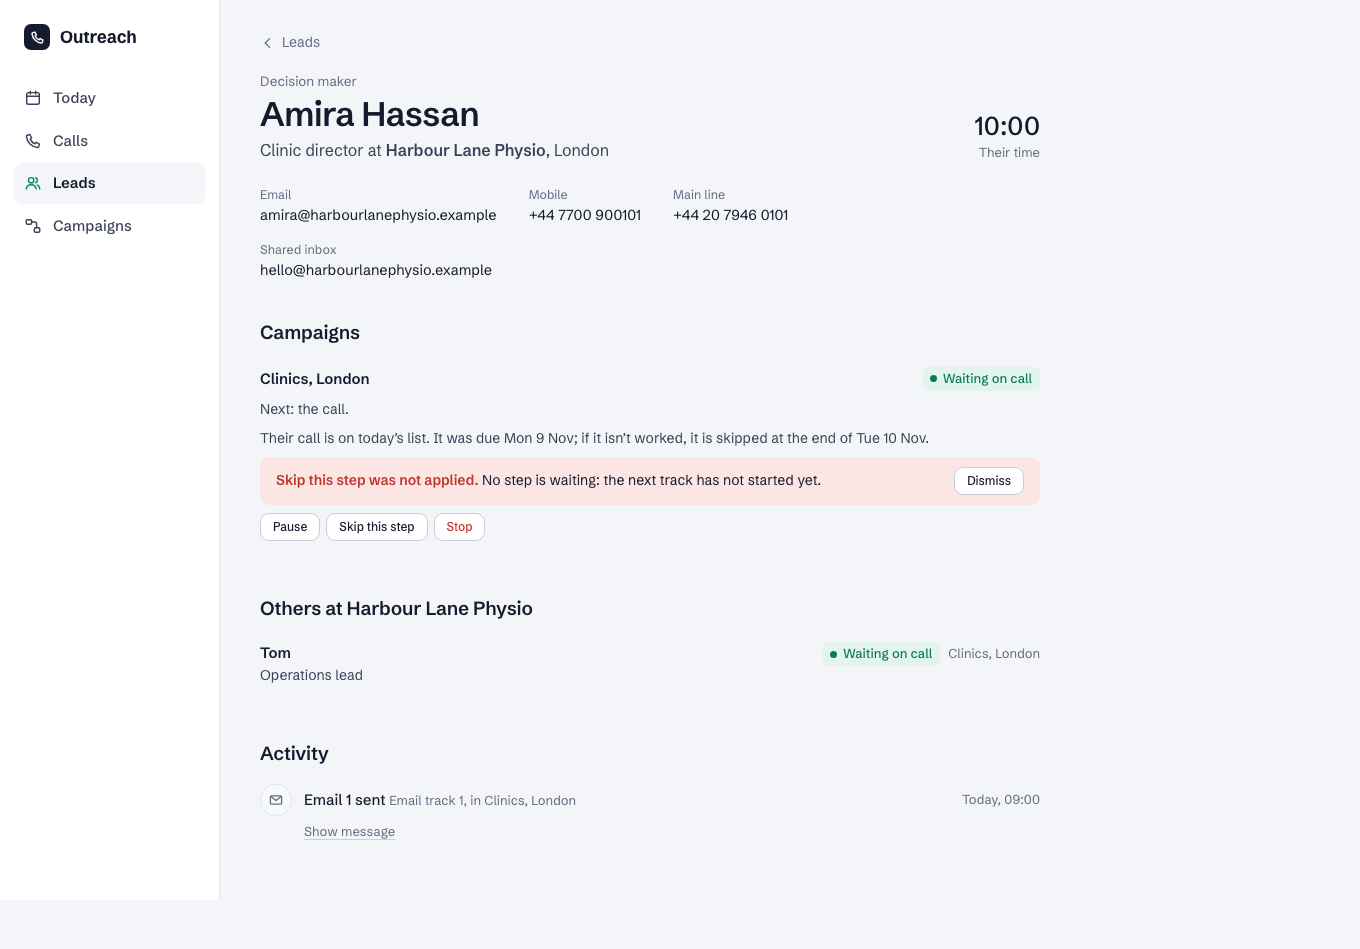 Outreach
Today
Calls
Leads
Campaigns
Leads
Decision maker
Amira Hassan
Clinic director at Harbour Lane Physio, London
10:00
Their time
Email
amira@harbourlanephysio.example
Mobile
+44 7700 900101
Main line
+44 20 7946 0101
Shared inbox
hello@harbourlanephysio.example
Campaigns
Clinics, London
Waiting on call
Next: the call.
Their call is on today’s list. It was due Mon 9 Nov; if it isn’t worked, it is skipped at the end of Tue 10 Nov.
Skip this step was not applied. No step is waiting: the next track has not started yet.
Dismiss
Pause
Skip this step
Stop
Others at Harbour Lane Physio
Tom
Operations lead
Waiting on call
Clinics, London
Activity
Email 1 sent Email track 1, in Clinics, London
Today, 09:00
Show message